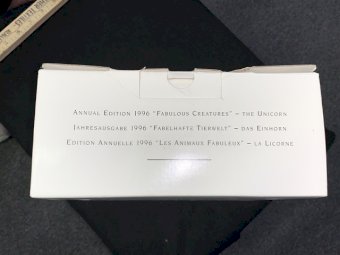 Annual Edition 1996 "Fabulous Creatures" – the Unicorn
Jahresausgabe 1996 "Fabelhafte Tierwelt" – das Einhorn
Edition Annuelle 1996 "Les Animaux Fabuleux" – la Licorne